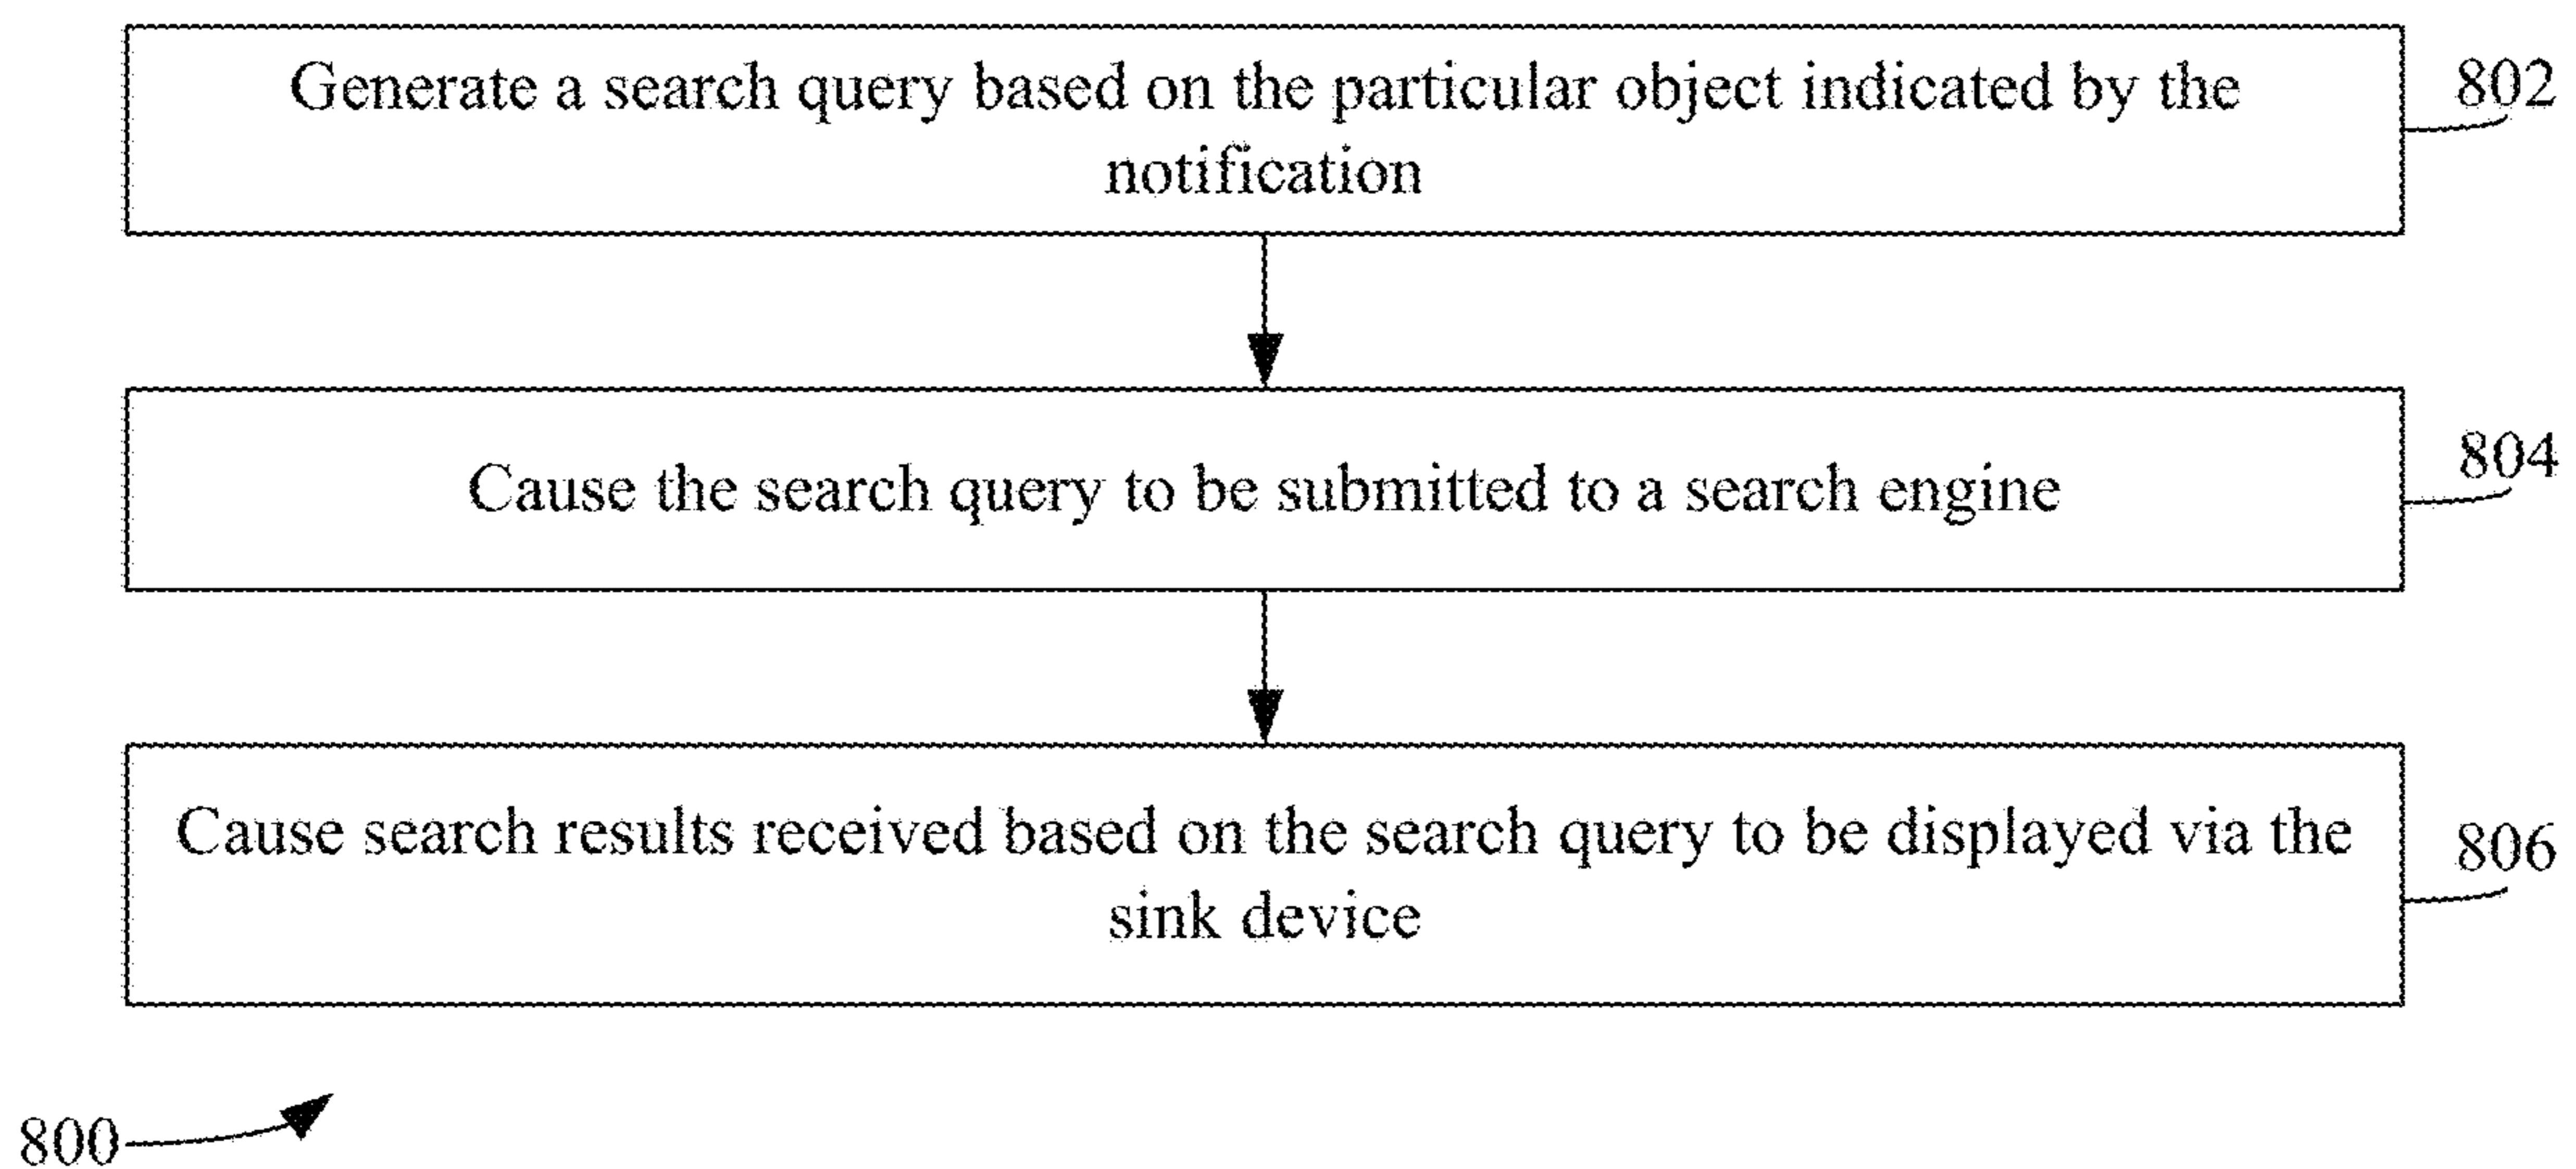 Generate a search query based on the particular object indicated by the
notification
802
Cause the search query to be submitted to a search engine
804
Cause search results received based on the search query to be displayed via the
sink device
806
800